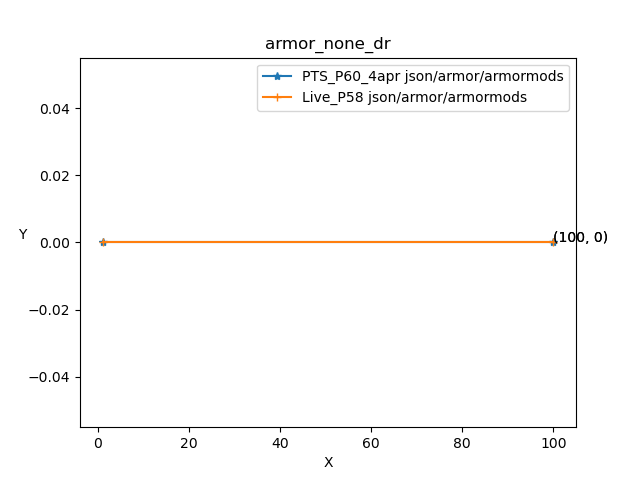 armor_none_dr
PTS_P60_4apr json/armor/armormods
Live_P58 json/armor/armormods
0.04
0.02
Y
0.00
(100, 0)
−0.02
−0.04
0
20
40
60
80
100
X